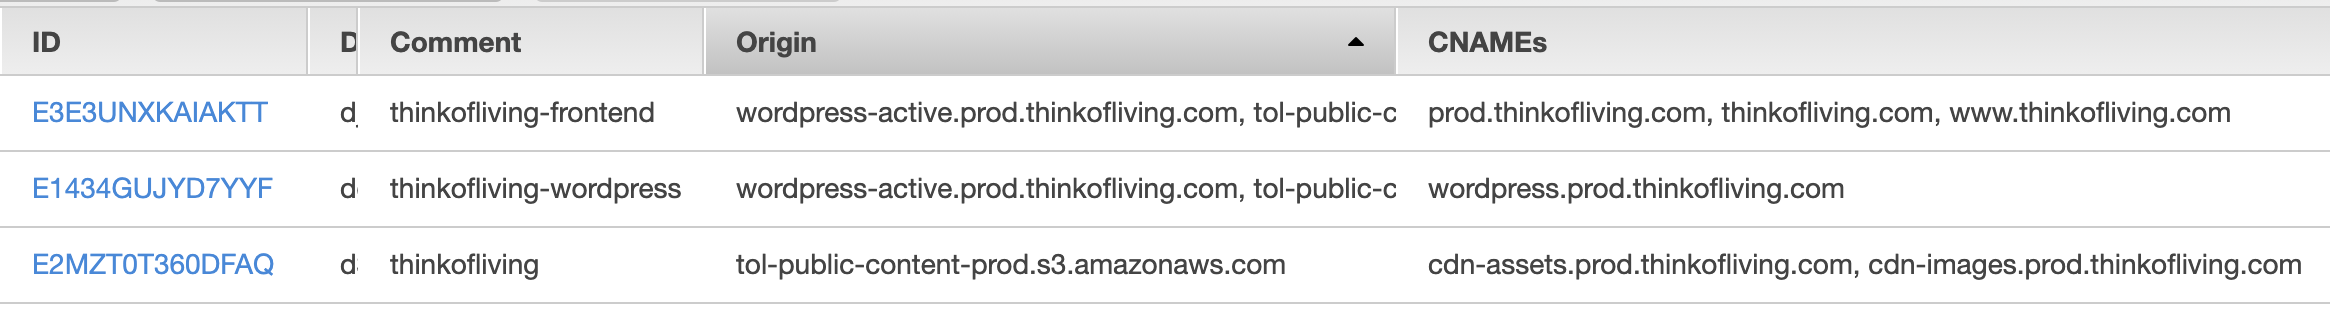 ID D Comment Origin CNAMEs
E3E3UNXKAIAKTT d thinkofliving-frontend wordpress-active.prod.thinkofliving.com, tol-public-c prod.thinkofliving.com, thinkofliving.com, www.thinkofliving.com
E1434GUJYD7YYF d thinkofliving-wordpress wordpress-active.prod.thinkofliving.com, tol-public-c wordpress.prod.thinkofliving.com
E2MZT0T360DFAQ d thinkofliving tol-public-content-prod.s3.amazonaws.com cdn-assets.prod.thinkofliving.com, cdn-images.prod.thinkofliving.com